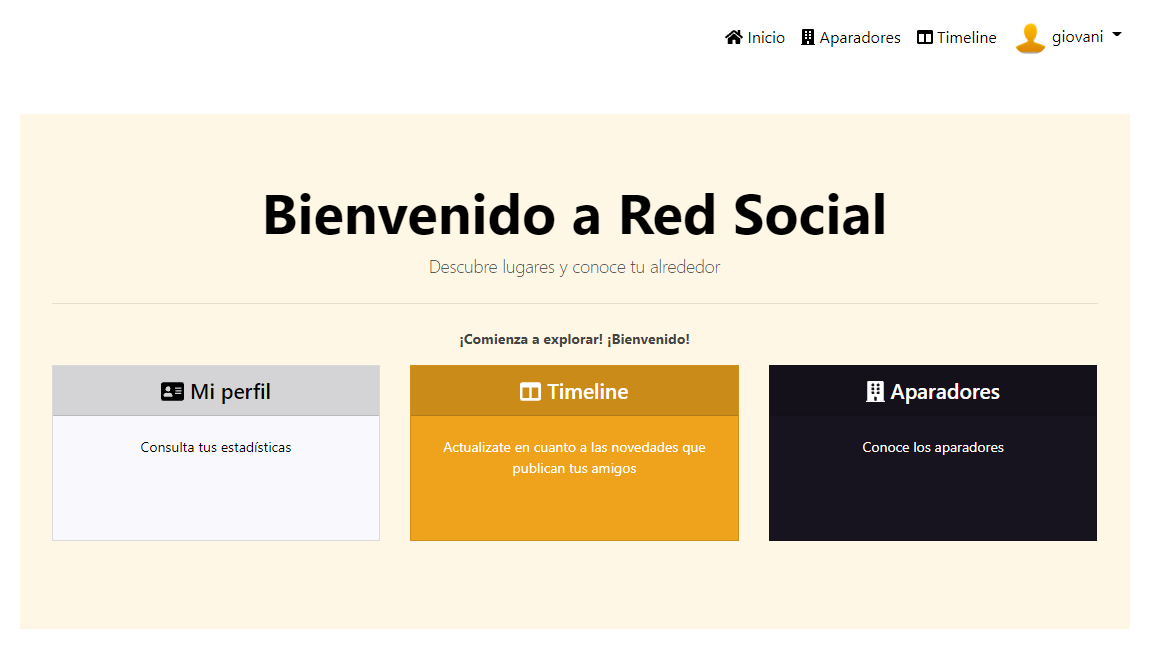 Inicio Aparadores Timeline giovani
Bienvenido a Red Social
Descubre lugares y conoce tu alrededor
¡Comienza a explorar! ¡Bienvenido!
Mi perfil
Consulta tus estadísticas
Timeline
Actualizate en cuanto a las novedades que
publican tus amigos
Aparadores
Conoce los aparadores